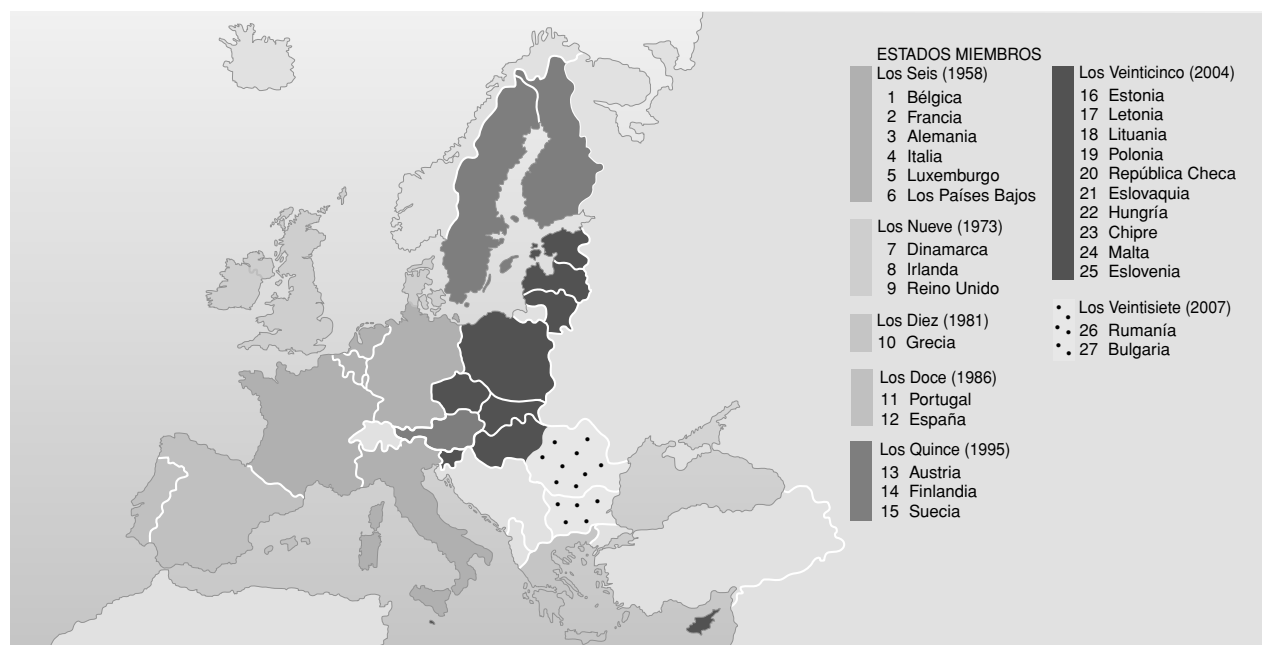 ESTADOS MIEMBROS
Los Seis (1958)
1 Bélgica
2 Francia
3 Alemania
4 Italia
5 Luxemburgo
6 Los Países Bajos
Los Nueve (1973)
7 Dinamarca
8 Irlanda
9 Reino Unido
Los Diez (1981)
10 Grecia
Los Doce (1986)
11 Portugal
12 España
Los Quince (1995)
13 Austria
14 Finlandia
15 Suecia
Los Veinticinco (2004)
16 Estonia
17 Letonia
18 Lituania
19 Polonia
20 República Checa
21 Eslovaquia
22 Hungría
23 Chipre
24 Malta
25 Eslovenia
Los Veintisiete (2007)
26 Rumanía
27 Bulgaria